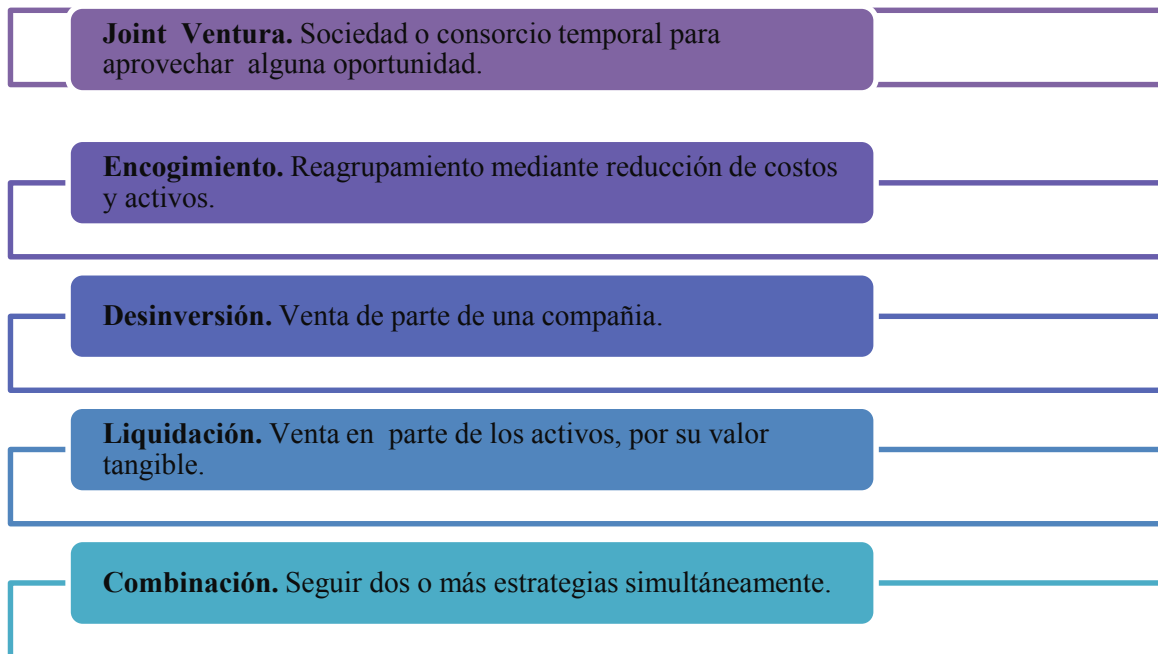 Joint  Ventura. Sociedad o consorcio temporal para
aprovechar  alguna oportunidad.
Encogimiento. Reagrupamiento mediante reducción de costos
y activos.
Desinversión. Venta de parte de una compañia.
Liquidación. Venta en  parte de los activos, por su valor
tangible.
Combinación. Seguir dos o más estrategias simultáneamente.